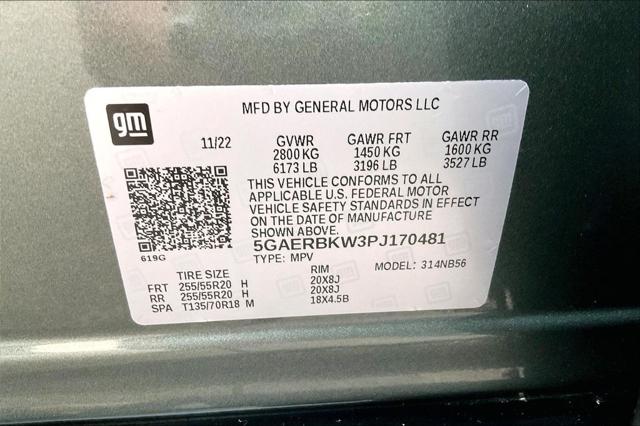 gm
MFD BY GENERAL MOTORS LLC
11/22 GVWR GAWR FRT GAWR RR
2800 KG 1450 KG 1600 KG
6173 LB 3196 LB 3527 LB
THIS VEHICLE CONFORMS TO ALL
APPLICABLE U.S. FEDERAL MOTOR
VEHICLE SAFETY STANDARDS IN EFFECT
ON THE DATE OF MANUFACTURE
SHOWN ABOVE.
619G
5GAERBKW3PJ170481
TYPE: MPV MODEL: 314NB56
TIRE SIZE RIM
FRT 255/55R20 H 20X8J
RR 255/55R20 H 20X8J
SPA T135/70R18 M 18X4.5B